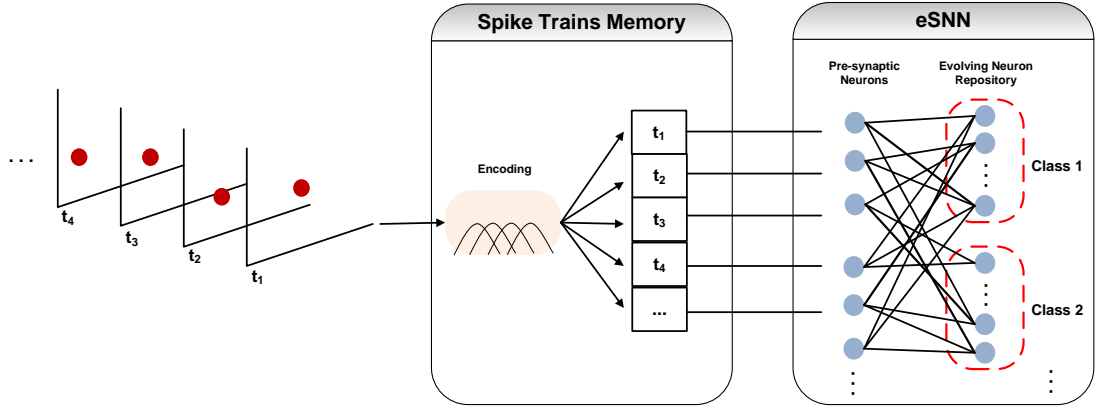 Spike Trains Memory
eSNN
Pre-synaptic
Neurons
Evolving Neuron
Repository
...
t4
t3
t2
t1
Encoding
t1
t2
t3
t4
...
Class 1
Class 2